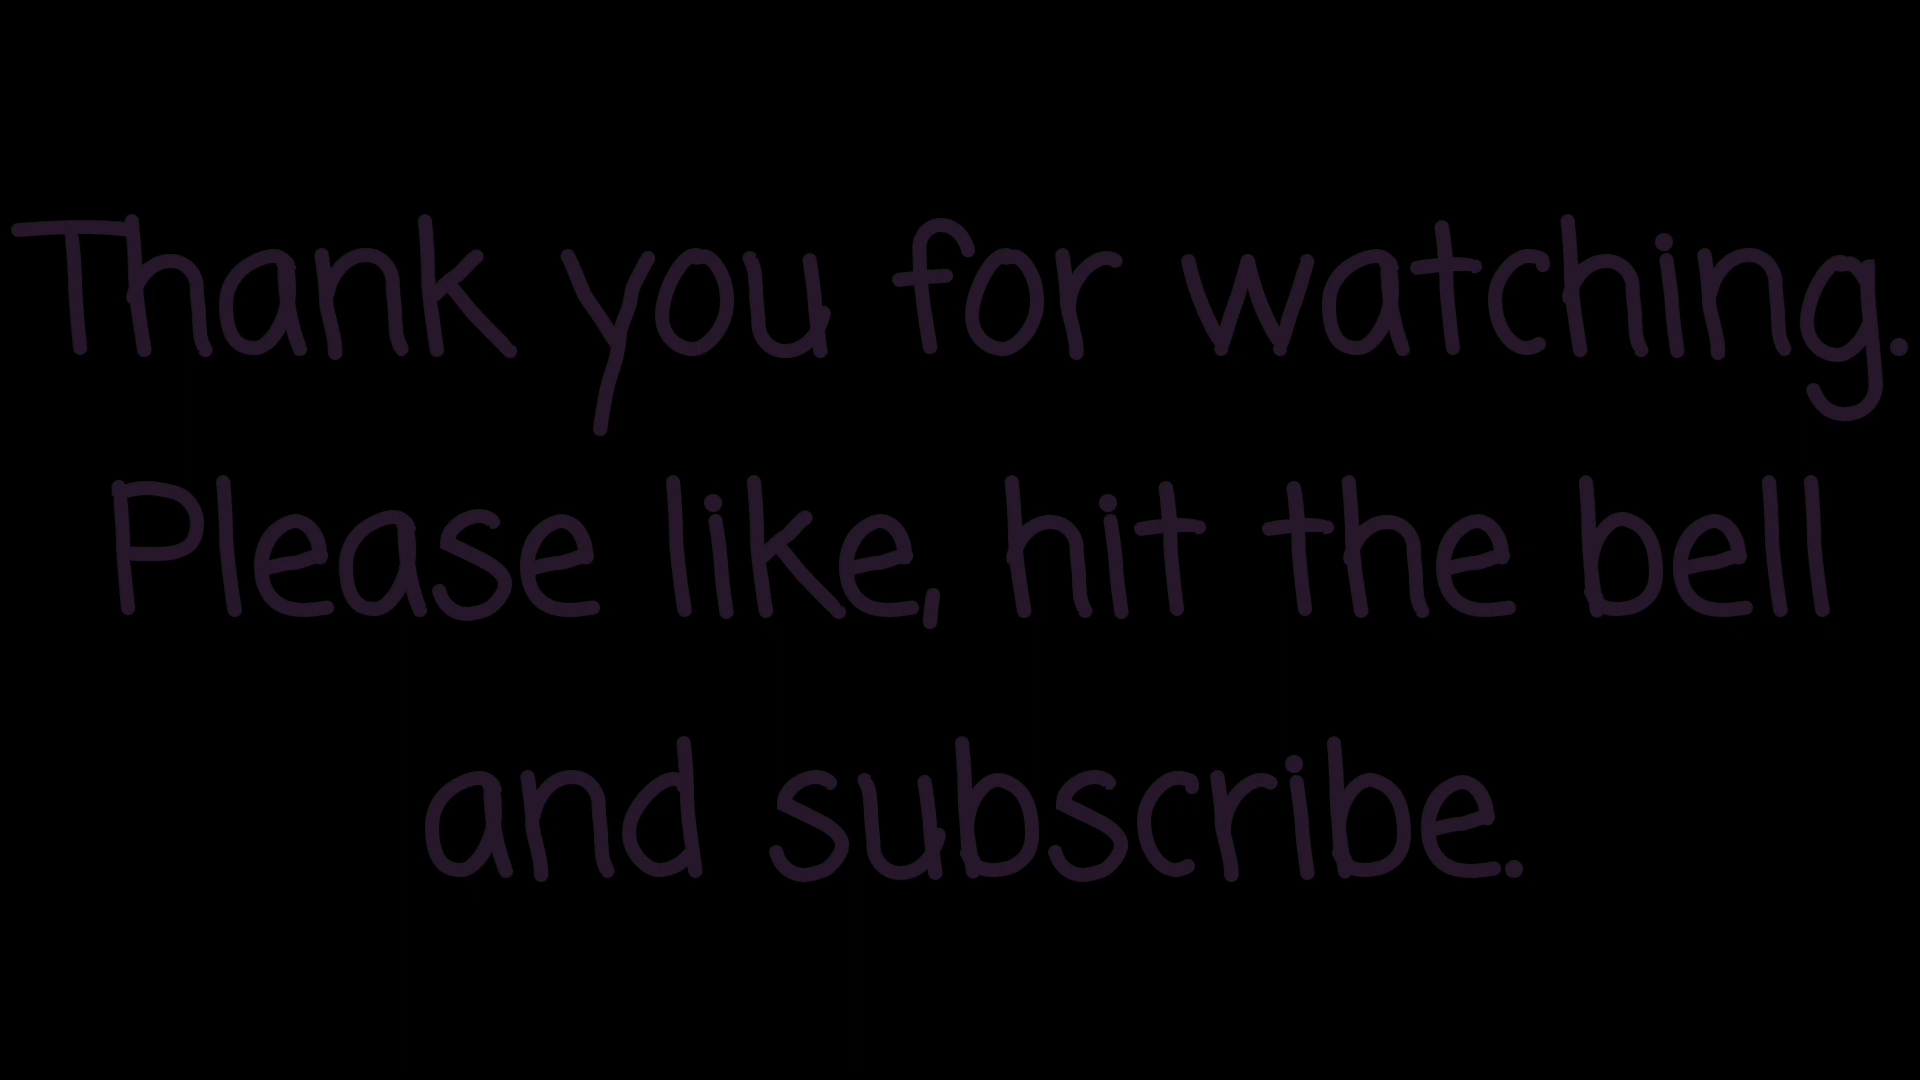 Thank you for watching.
Please like, hit the bell
and subscribe.